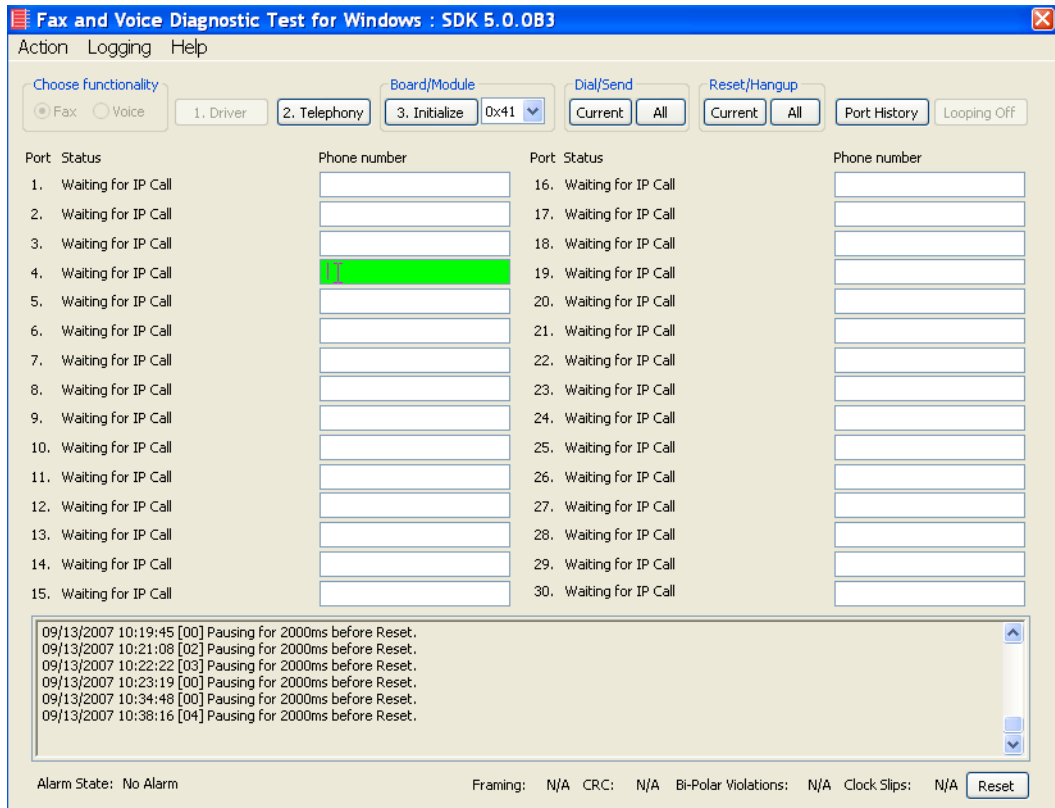 Fax and Voice Diagnostic Test for Windows : SDK 5.0.0B3
Action Logging Help
Choose functionality Board/Module Dial/Send Reset/Hangup
Fax Voice 1. Driver 2. Telephony 3. Initialize 0x41 Current All Current All Port History Looping Off
Port Status Phone number Port Status Phone number
1. Waiting for IP Call 16. Waiting for IP Call
2. Waiting for IP Call 17. Waiting for IP Call
3. Waiting for IP Call 18. Waiting for IP Call
4. Waiting for IP Call 19. Waiting for IP Call
5. Waiting for IP Call 20. Waiting for IP Call
6. Waiting for IP Call 21. Waiting for IP Call
7. Waiting for IP Call 22. Waiting for IP Call
8. Waiting for IP Call 23. Waiting for IP Call
9. Waiting for IP Call 24. Waiting for IP Call
10. Waiting for IP Call 25. Waiting for IP Call
11. Waiting for IP Call 26. Waiting for IP Call
12. Waiting for IP Call 27. Waiting for IP Call
13. Waiting for IP Call 28. Waiting for IP Call
14. Waiting for IP Call 29. Waiting for IP Call
15. Waiting for IP Call 30. Waiting for IP Call
09/13/2007 10:19:45 [00] Pausing for 2000ms before Reset.
09/13/2007 10:21:08 [02] Pausing for 2000ms before Reset.
09/13/2007 10:22:22 [03] Pausing for 2000ms before Reset.
09/13/2007 10:23:19 [00] Pausing for 2000ms before Reset.
09/13/2007 10:34:48 [00] Pausing for 2000ms before Reset.
09/13/2007 10:38:16 [04] Pausing for 2000ms before Reset.
Alarm State: No Alarm Framing: N/A CRC: N/A Bi-Polar Violations: N/A Clock Slips: N/A Reset